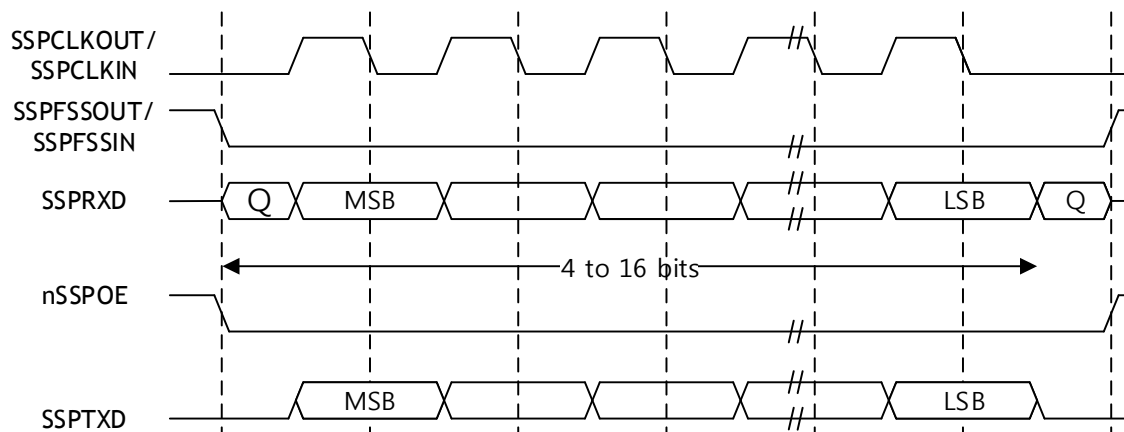 SSPCLKOUT/
SSPCLKIN
SSPFSSOUT/
SSPFSSIN
SSPRXD Q MSB LSB Q
4 to 16 bits
nSSPOE
SSPTXD MSB LSB